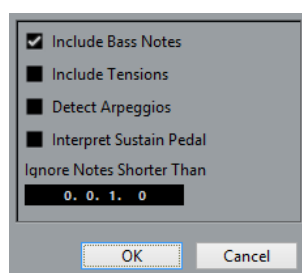 Include Bass Notes
Include Tensions
Detect Arpeggios
Interpret Sustain Pedal
Ignore Notes Shorter Than
0. 0. 1. 0
OK Cancel